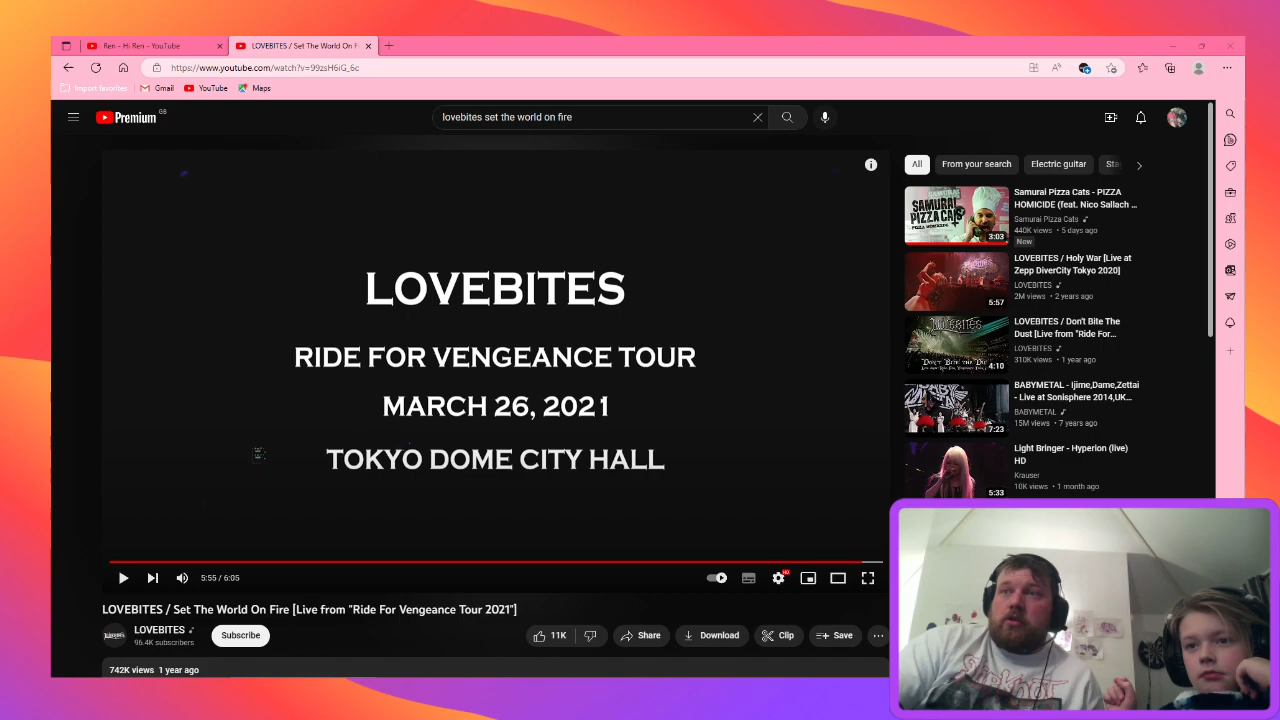 Ren - Hi Ren - YouTube
LOVEBITES / Set The World On F
https://www.youtube.com/watch?v=99zsH6iG_6c
Import favorites
Gmail
YouTube
Maps
Premium
GB
lovebites set the world on fire
LOVEBITES
RIDE FOR VENGEANCE TOUR
MARCH 26, 2021
TOKYO DOME CITY HALL
5:55 / 6:05
HD
LOVEBITES / Set The World On Fire [Live from "Ride For Vengeance Tour 2021"]
LOVEBITES
96.4K subscribers
Subscribe
11K
Share
Download
Clip
Save
742K views 1 year ago
All
From your search
Electric guitar
Sta
SAMURAI
PIZZA
CATS
3:03
Samurai Pizza Cats - PIZZA
HOMICIDE (feat. Nico Sallach ...
Samurai Pizza Cats
440K views • 5 days ago
New
5:57
LOVEBITES / Holy War [Live at
Zepp DiverCity Tokyo 2020]
LOVEBITES
2M views • 2 years ago
LOVEBITES
4:10
LOVEBITES / Don't Bite The
Dust [Live from "Ride For...
LOVEBITES
310K views • 1 year ago
7:23
BABYMETAL - Ijime,Dame,Zettai
- Live at Sonisphere 2014,UK...
BABYMETAL
15M views • 7 years ago
5:33
Light Bringer - Hyperion (live)
HD
Krauser
10K views • 1 month ago
SLIPKNOT